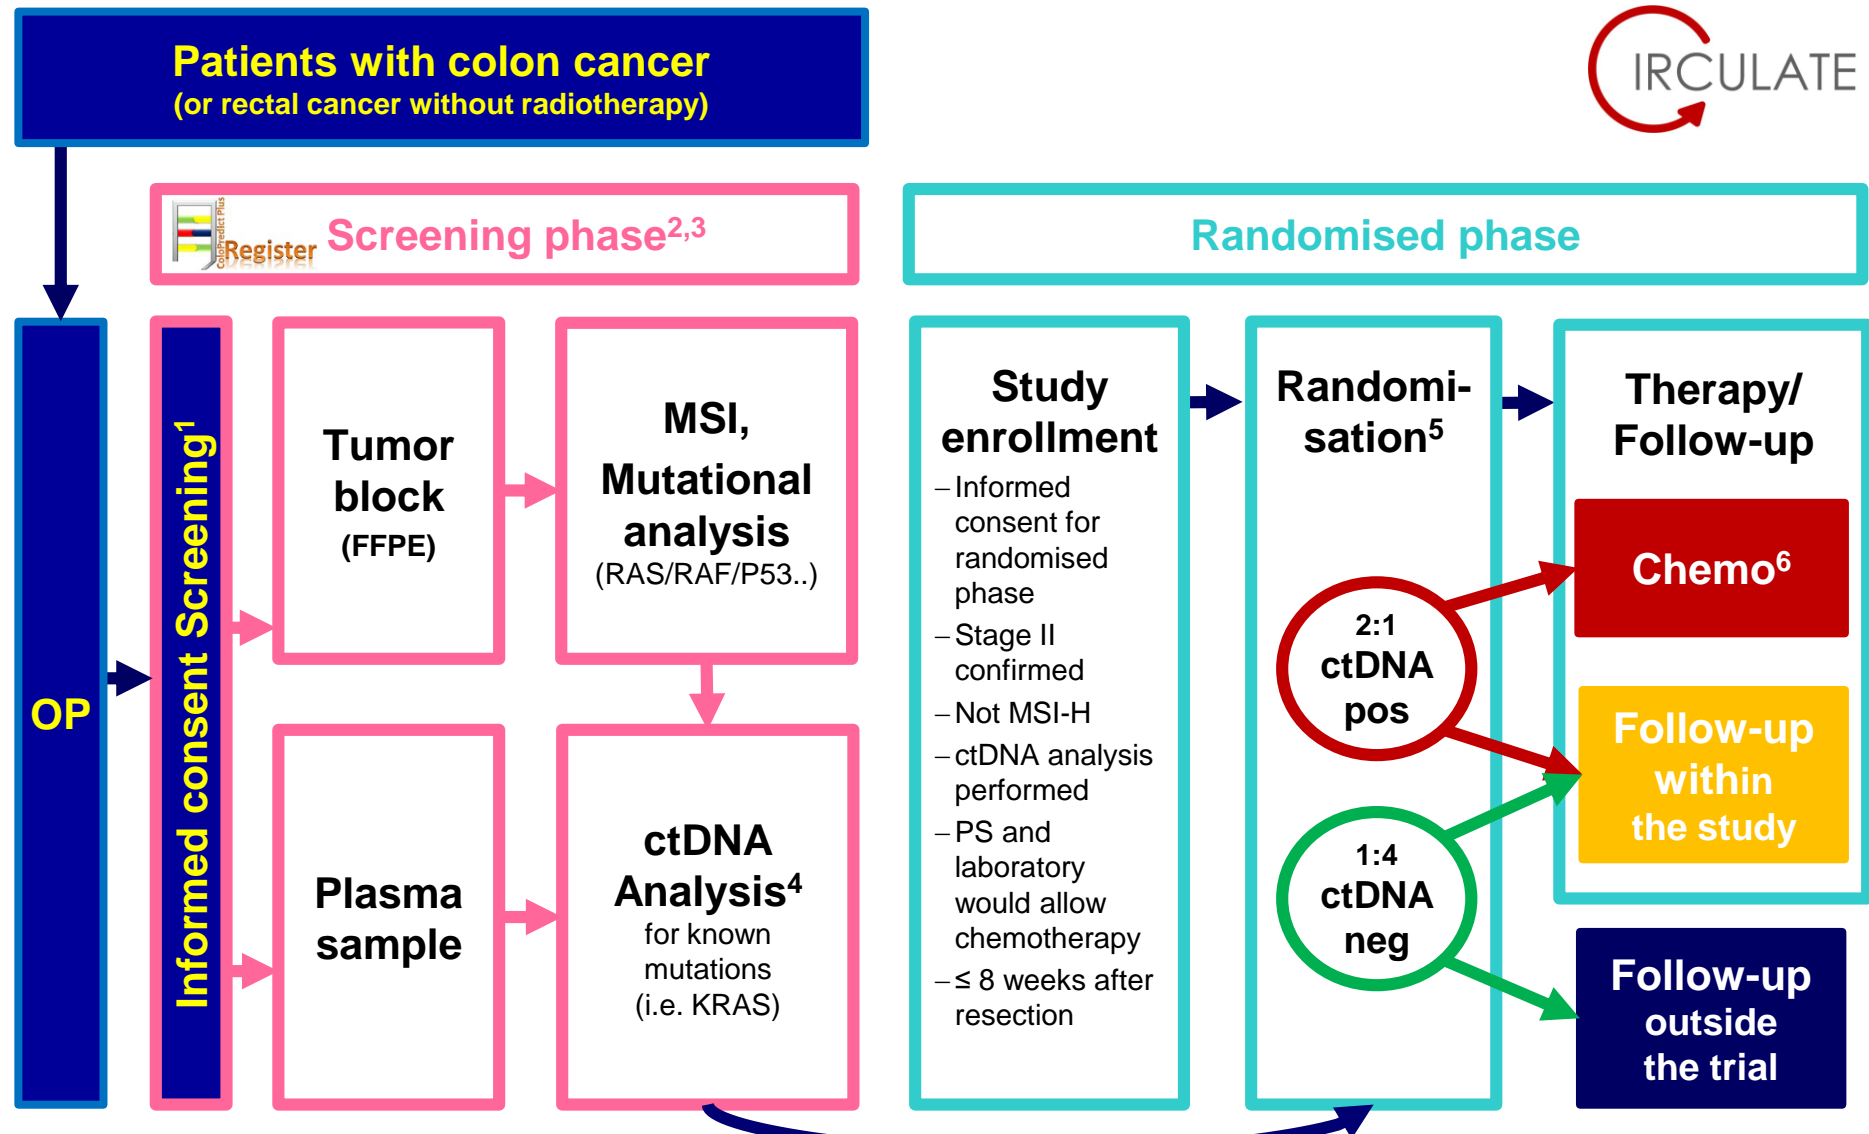 Patients with colon cancer
(or rectal cancer without radiotherapy)
IRCULATE
ColoPredict Plus
Register
Screening phase2,3
Randomised phase
OP
Informed consent Screening1
Tumor
block
(FFPE)
MSI,
Mutational
analysis
(RAS/RAF/P53..)
Plasma
sample
ctDNA
Analysis4
for known
mutations
(i.e. KRAS)
Study
enrollment
– Informed
consent for
randomised
phase
– Stage II
confirmed
– Not MSI-H
– ctDNA analysis
performed
– PS and
laboratory
would allow
chemotherapy
– ≤ 8 weeks after
resection
Randomi-
sation5
2:1
ctDNA
pos
1:4
ctDNA
neg
Therapy/
Follow-up
Chemo6
Follow-up
within
the study
Follow-up
outside
the trial